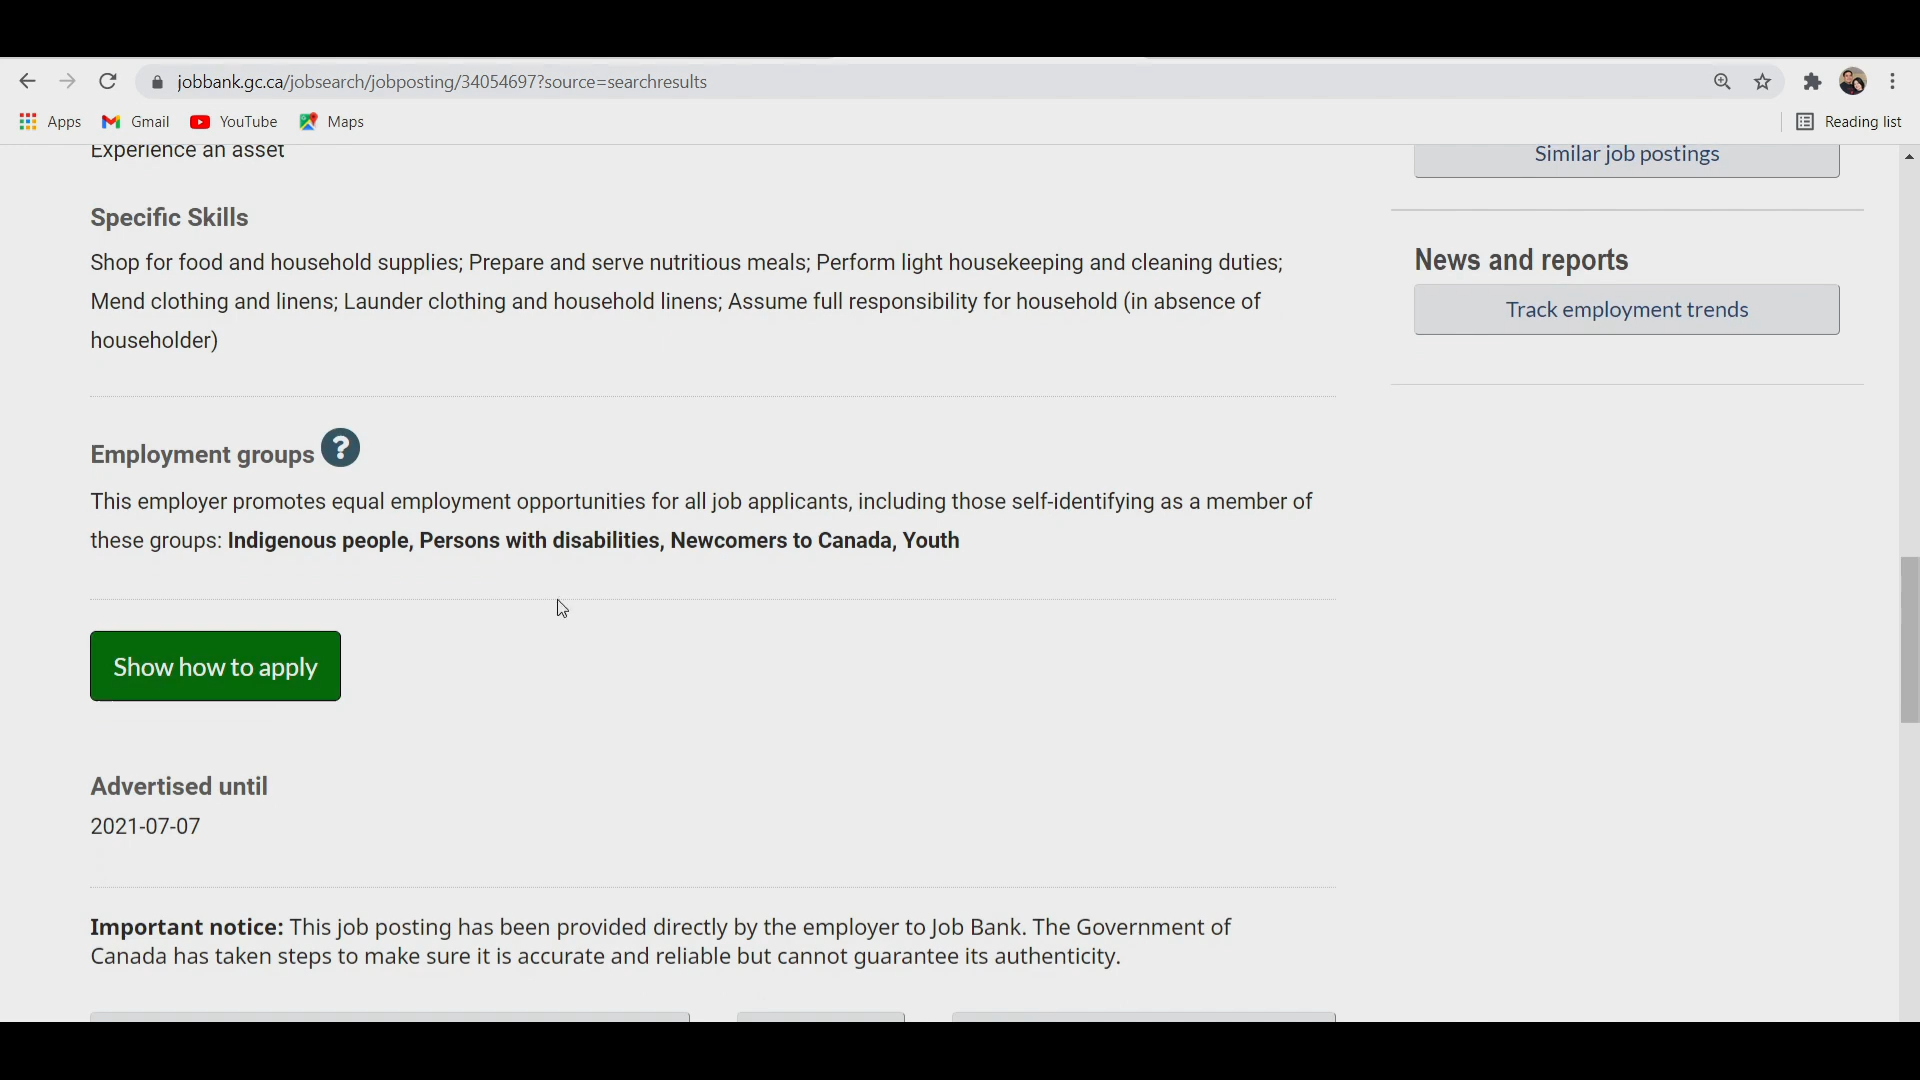 jobbank.gc.ca/jobsearch/jobposting/34054697?source=searchresults
Apps Gmail YouTube Maps Reading list
Experience an asset
Similar job postings
Specific Skills
Shop for food and household supplies; Prepare and serve nutritious meals; Perform light housekeeping and cleaning duties;
Mend clothing and linens; Launder clothing and household linens; Assume full responsibility for household (in absence of
householder)
News and reports
Track employment trends
Employment groups ?
This employer promotes equal employment opportunities for all job applicants, including those self-identifying as a member of
these groups: Indigenous people, Persons with disabilities, Newcomers to Canada, Youth
Show how to apply
Advertised until
2021-07-07
Important notice: This job posting has been provided directly by the employer to Job Bank. The Government of
Canada has taken steps to make sure it is accurate and reliable but cannot guarantee its authenticity.